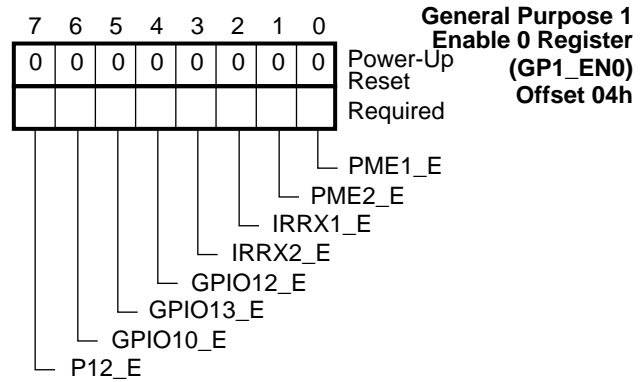 General Purpose 1
Enable 0 Register
(GP1_EN0)
Offset 04h
7 6 5 4 3 2 1 0
0 0 0 0 0 0 0 0 Power-Up
Reset
Required
PME1_E
PME2_E
IRRX1_E
IRRX2_E
GPIO12_E
GPIO13_E
GPIO10_E
P12_E